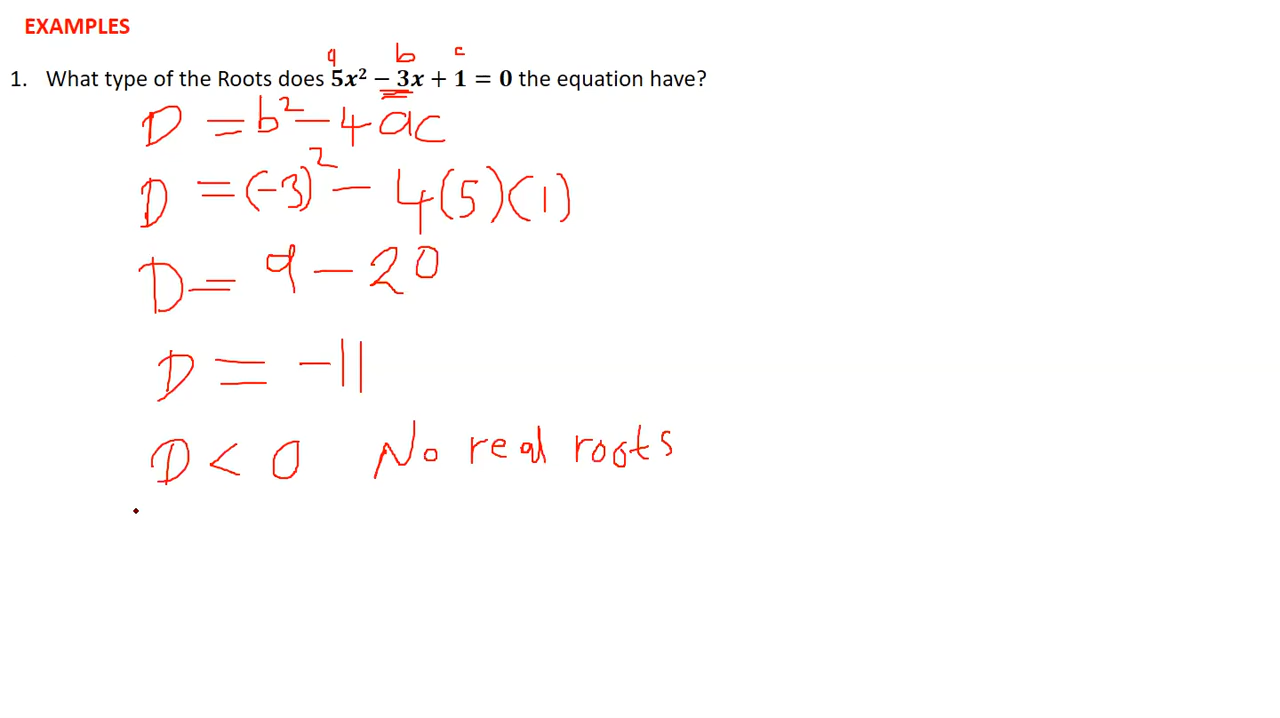 EXAMPLES
a b c
1. What type of the Roots does 5x² − 3x + 1 = 0 the equation have?
D = b² − 4ac
D = (-3)² − 4(5)(1)
D = 9 − 20
D = −11
D < 0 No real roots